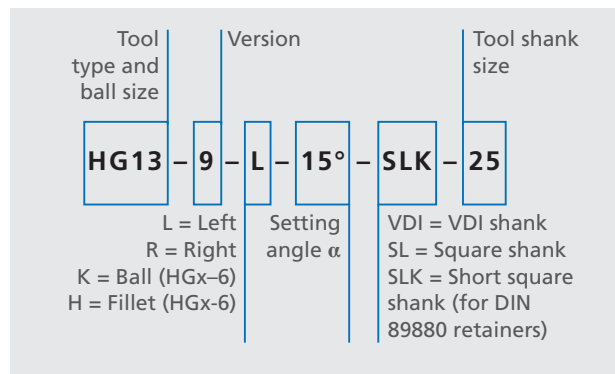 Tool
type and
ball size
Version
Tool shank
size
HG13 – 9 – L – 15° – SLK – 25
L = Left
R = Right
K = Ball (HGx–6)
H = Fillet (HGx-6)
Setting
angle α
VDI = VDI shank
SL = Square shank
SLK = Short square
shank (for DIN
89880 retainers)